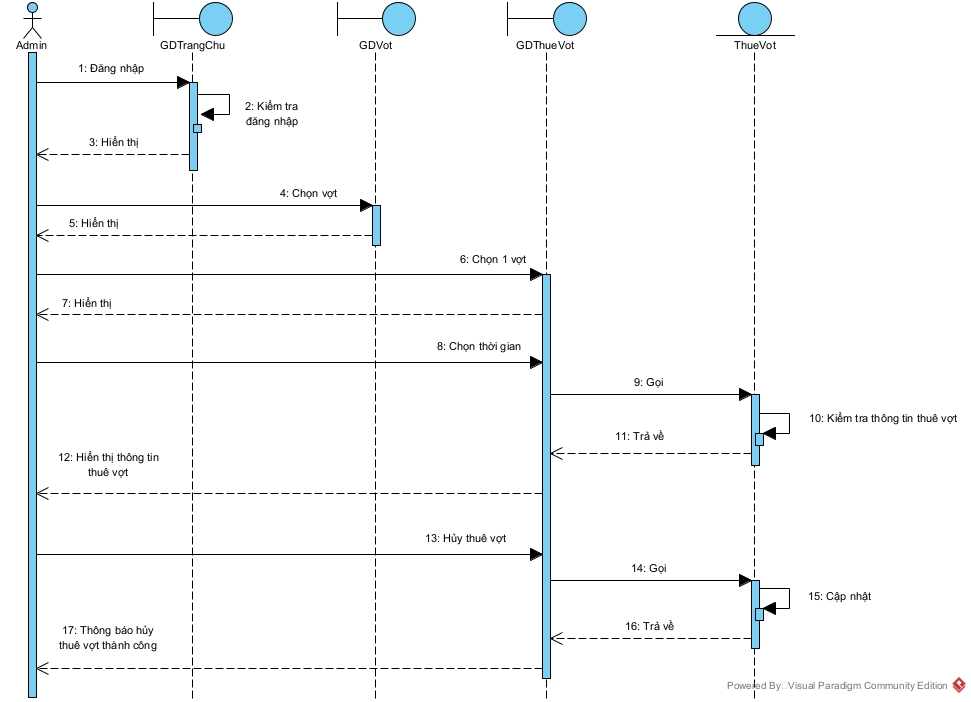 Admin
GDTrangChu
GDVot
GDThueVot
ThueVot
1: Đăng nhập
2: Kiểm tra
đăng nhập
3: Hiển thị
4: Chọn vợt
5: Hiển thị
6: Chọn 1 vợt
7: Hiển thị
8: Chọn thời gian
9: Gọi
10: Kiểm tra thông tin thuê vợt
11: Trả về
12: Hiển thị thông tin
thuê vợt
13: Hủy thuê vợt
14: Gọi
15: Cập nhật
16: Trả về
17: Thông báo hủy
thuê vợt thành công
Powered By Visual Paradigm Community Edition